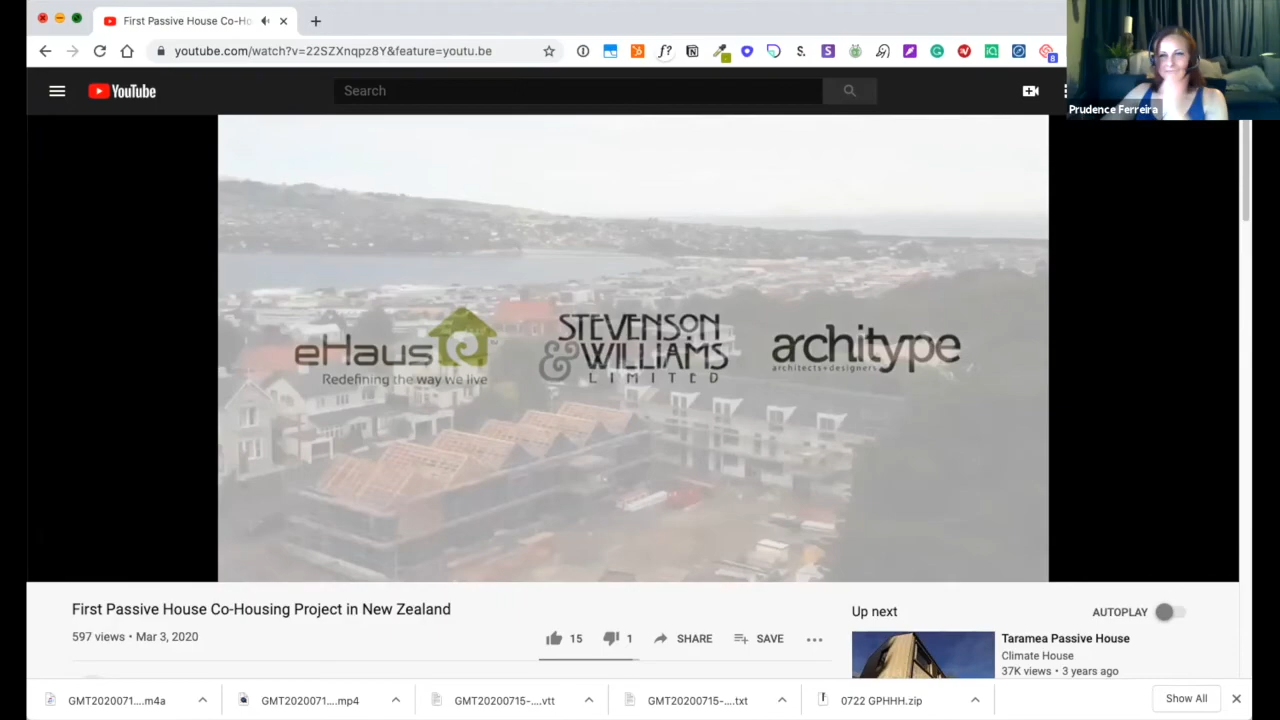 First Passive House Co-Hou
youtube.com/watch?v=22SZXnqpz8Y&feature=youtu.be
f?
S.
S
8
YouTube
Search
Prudence Ferreira
eHaus
Redefining the way we live
STEVENSON
& WILLIAMS
LIMITED
architype
architects+designers
First Passive House Co-Housing Project in New Zealand
597 views • Mar 3, 2020
15
1
SHARE
SAVE
Up next
AUTOPLAY
Taramea Passive House
Climate House
37K views • 3 years ago
GMT2020071....m4a
GMT2020071....mp4
GMT20200715-....vtt
GMT20200715-....txt
0722 GPHHH.zip
Show All